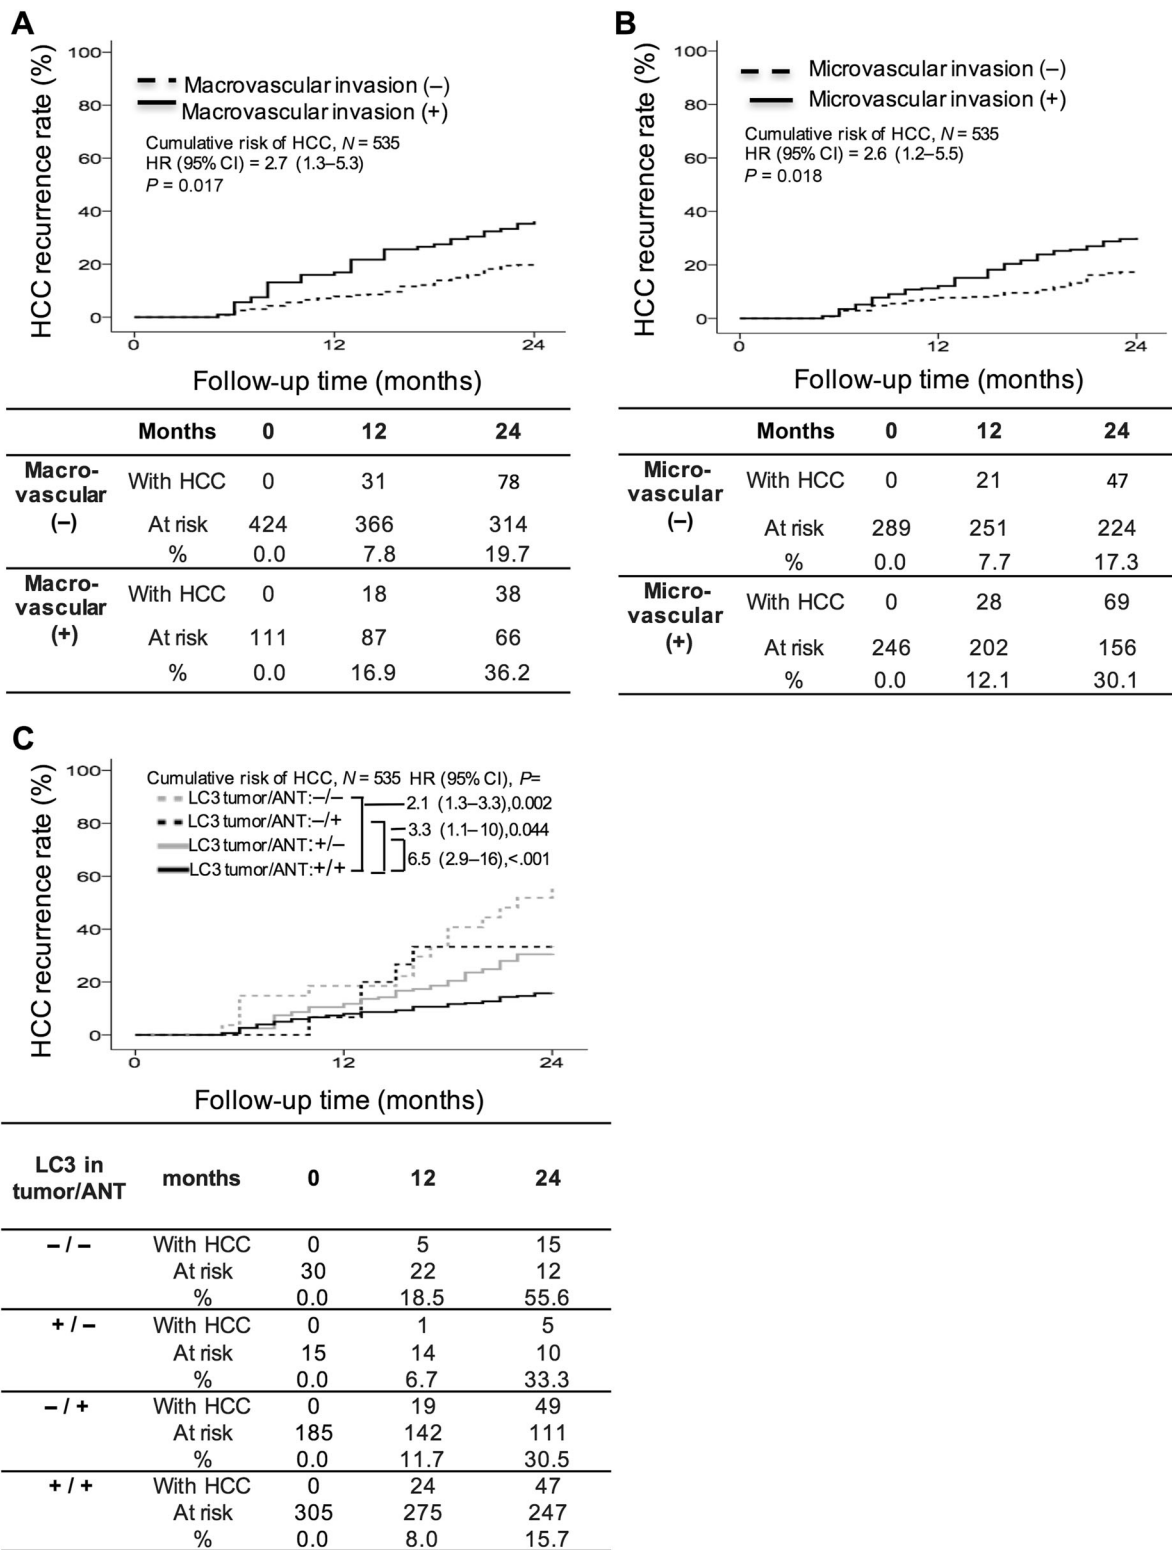 A
HCC recurrence rate (%)
100
80
60
40
20
0
Macrovascular invasion (–)
Macrovascular invasion (+)
Cumulative risk of HCC, N = 535
HR (95% CI) = 2.7 (1.3–5.3)
P = 0.017
0 12 24
Follow-up time (months)
Months 0 12 24
Macro-
vascular
(–)
With HCC 0 31 78
At risk 424 366 314
% 0.0 7.8 19.7
Macro-
vascular
(+)
With HCC 0 18 38
At risk 111 87 66
% 0.0 16.9 36.2
B
HCC recurrence rate (%)
100
80
60
40
20
0
Microvascular invasion (–)
Microvascular invasion (+)
Cumulative risk of HCC, N = 535
HR (95% CI) = 2.6 (1.2–5.5)
P = 0.018
0 12 24
Follow-up time (months)
Months 0 12 24
Micro-
vascular
(–)
With HCC 0 21 47
At risk 289 251 224
% 0.0 7.7 17.3
Micro-
vascular
(+)
With HCC 0 28 69
At risk 246 202 156
% 0.0 12.1 30.1
C
HCC recurrence rate (%)
100
80
60
40
20
0
Cumulative risk of HCC, N = 535 HR (95% CI), P=
LC3 tumor/ANT:–/– 2.1 (1.3–3.3),0.002
LC3 tumor/ANT:–/+ 3.3 (1.1–10),0.044
LC3 tumor/ANT:+/– 6.5 (2.9–16),<.001
LC3 tumor/ANT:+/+
0 12 24
Follow-up time (months)
LC3 in
tumor/ANT
months 0 12 24
– / – With HCC 0 5 15
At risk 30 22 12
% 0.0 18.5 55.6
+ / – With HCC 0 1 5
At risk 15 14 10
% 0.0 6.7 33.3
– / + With HCC 0 19 49
At risk 185 142 111
% 0.0 11.7 30.5
+ / + With HCC 0 24 47
At risk 305 275 247
% 0.0 8.0 15.7